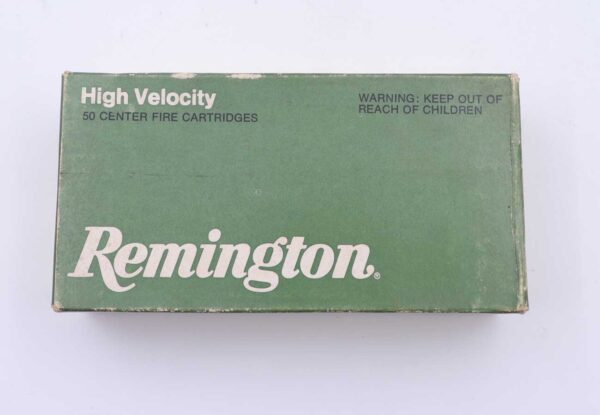 High Velocity
50 CENTER FIRE CARTRIDGES
WARNING: KEEP OUT OF
REACH OF CHILDREN
Remington®